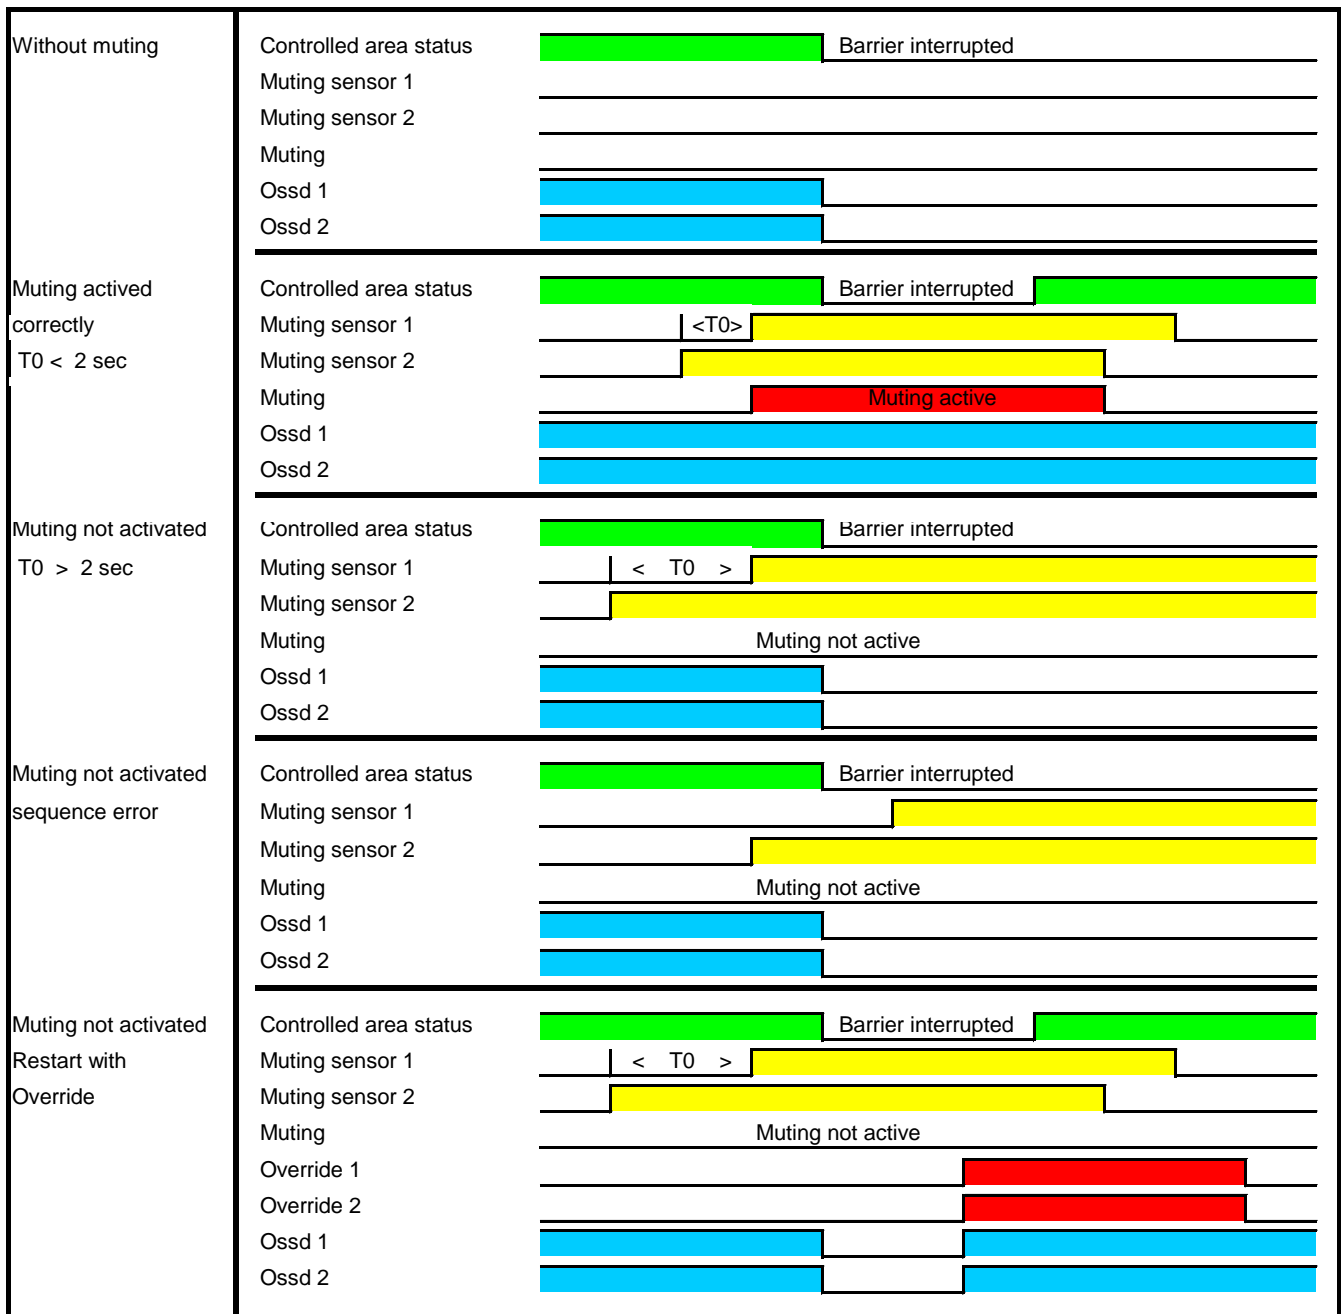 Without muting Controlled area status Barrier interrupted
Muting sensor 1
Muting sensor 2
Muting
Ossd 1
Ossd 2
Muting actived Controlled area status Barrier interrupted
correctly Muting sensor 1 <T0>
T0 < 2 sec Muting sensor 2
Muting Muting active
Ossd 1
Ossd 2
Muting not activated Controlled area status Barrier interrupted
T0 > 2 sec Muting sensor 1 < T0 >
Muting sensor 2
Muting Muting not active
Ossd 1
Ossd 2
Muting not activated Controlled area status Barrier interrupted
sequence error Muting sensor 1
Muting sensor 2
Muting Muting not active
Ossd 1
Ossd 2
Muting not activated Controlled area status Barrier interrupted
Restart with Muting sensor 1 < T0 >
Override Muting sensor 2
Muting Muting not active
Override 1
Override 2
Ossd 1
Ossd 2